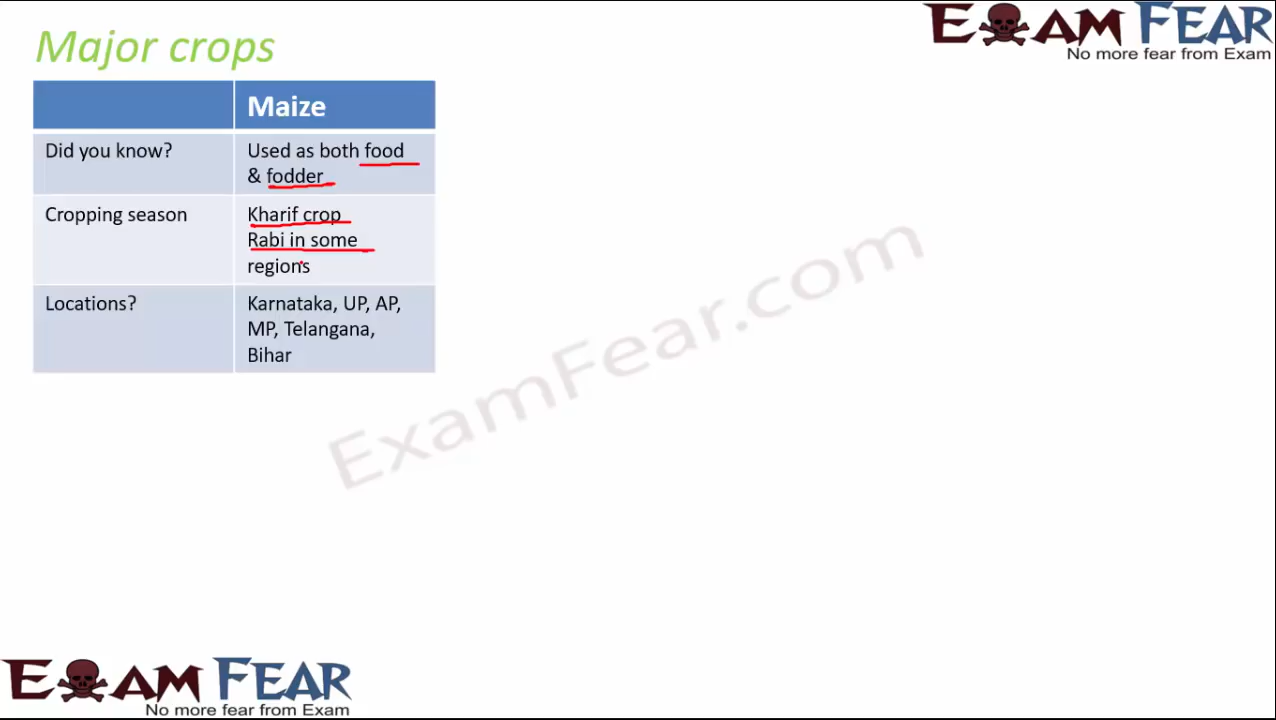 EXAM FEAR
No more fear from Exam
Major crops
Maize
Did you know?
Used as both food
& fodder
Cropping season
Kharif crop
Rabi in some
regions
Locations?
Karnataka, UP, AP,
MP, Telangana,
Bihar
ExamFear.com
EXAM FEAR
No more fear from Exam